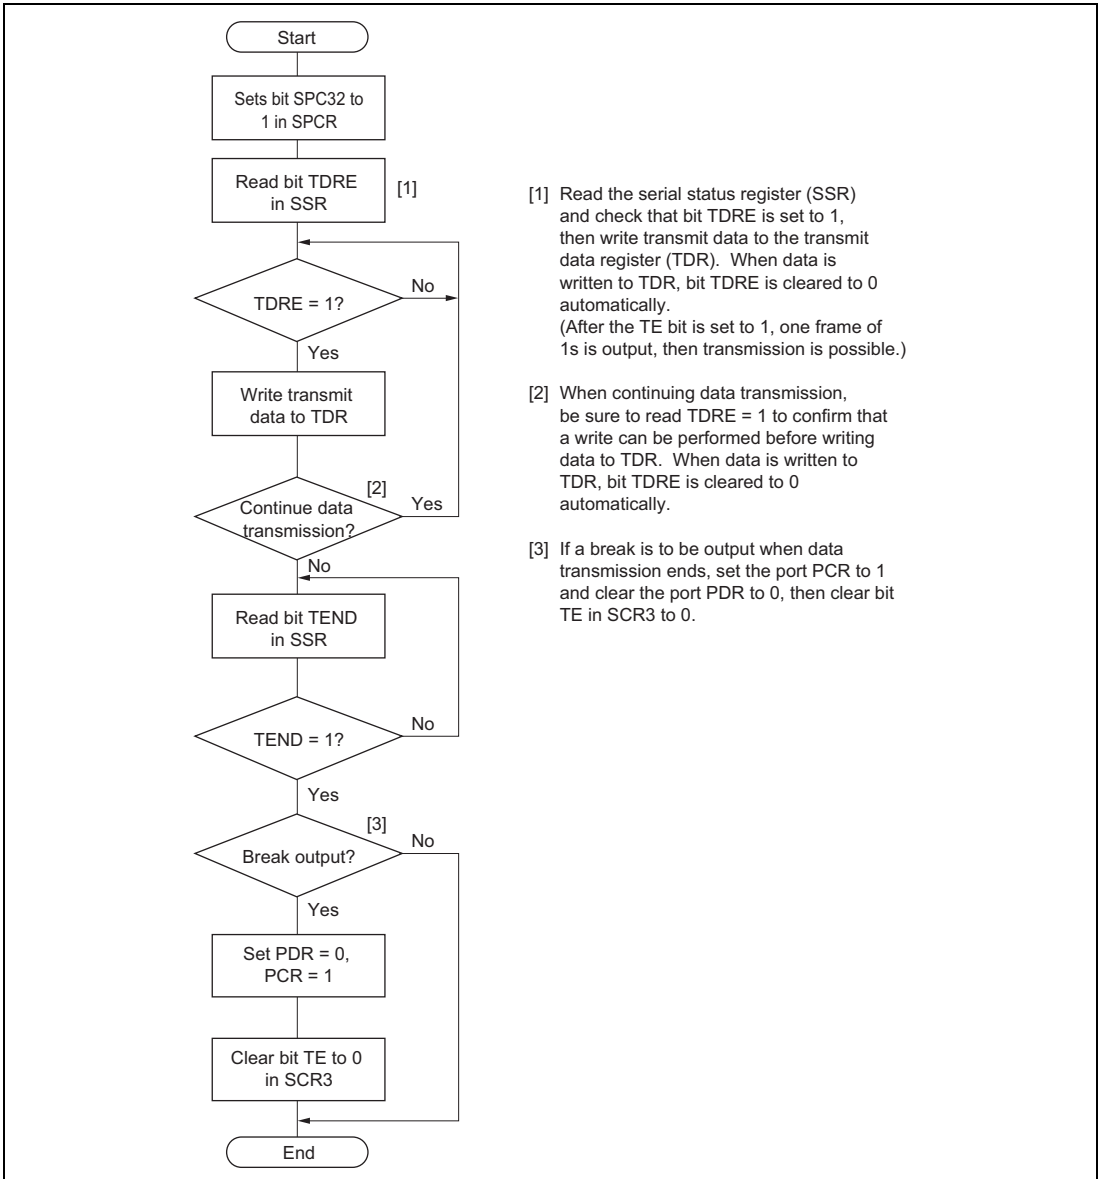 Start
Sets bit SPC32 to
1 in SPCR
Read bit TDRE
in SSR
[1]
TDRE = 1?
No
Yes
Write transmit
data to TDR
[2]
Continue data
transmission?
Yes
No
Read bit TEND
in SSR
TEND = 1?
No
Yes
[3]
Break output?
No
Yes
Set PDR = 0,
PCR = 1
Clear bit TE to 0
in SCR3
End
[1] Read the serial status register (SSR)
and check that bit TDRE is set to 1,
then write transmit data to the transmit
data register (TDR). When data is
written to TDR, bit TDRE is cleared to 0
automatically.
(After the TE bit is set to 1, one frame of
1s is output, then transmission is possible.)
[2] When continuing data transmission,
be sure to read TDRE = 1 to confirm that
a write can be performed before writing
data to TDR. When data is written to
TDR, bit TDRE is cleared to 0
automatically.
[3] If a break is to be output when data
transmission ends, set the port PCR to 1
and clear the port PDR to 0, then clear bit
TE in SCR3 to 0.